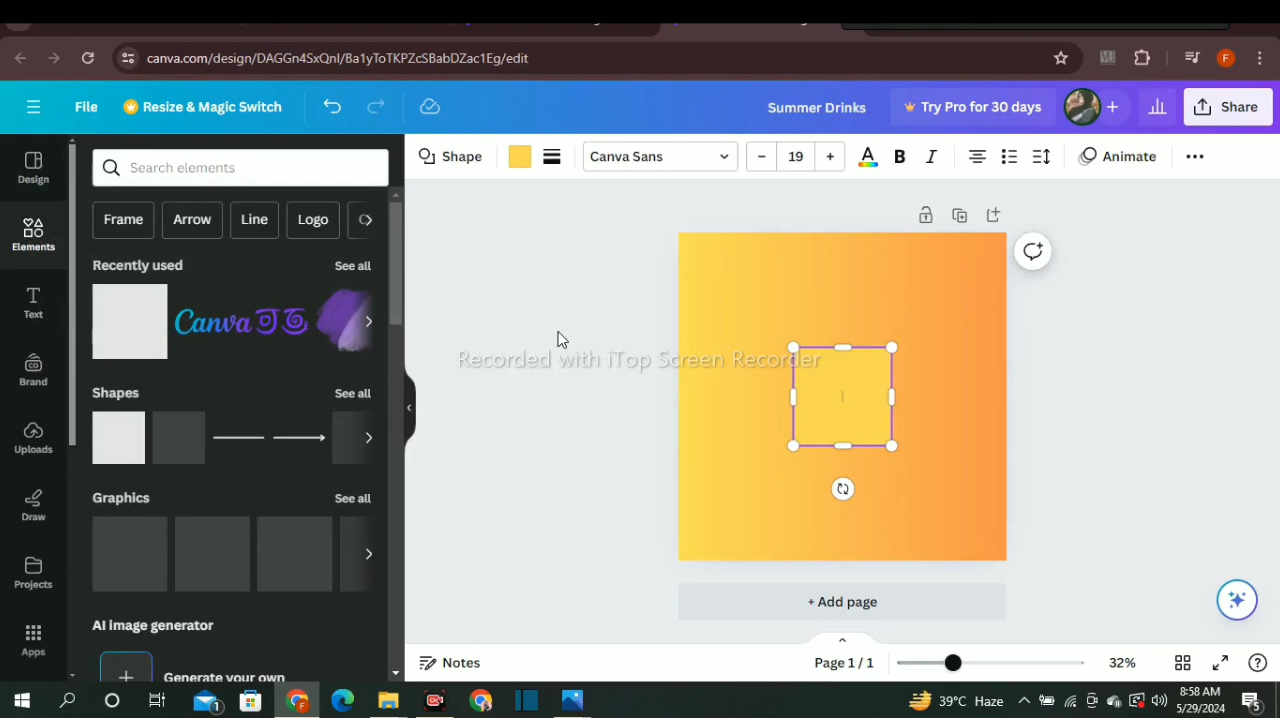 canva.com/design/DAGGn4SxQnI/Ba1yToTKPZcSBabDZac1Eg/edit
F
File
Resize & Magic Switch
Summer Drinks
Try Pro for 30 days
Share
Design
Elements
Text
Brand
Uploads
Draw
Projects
Apps
Search elements
Frame
Arrow
Line
Logo
Recently used
See all
Canva
Shapes
See all
Graphics
See all
AI image generator
Generate your own
Shape
Canva Sans
19
A
B
I
Animate
Recorded with iTop Screen Recorder
+ Add page
Notes
Page 1 / 1
32%
39°C Haze
8:58 AM
5/29/2024